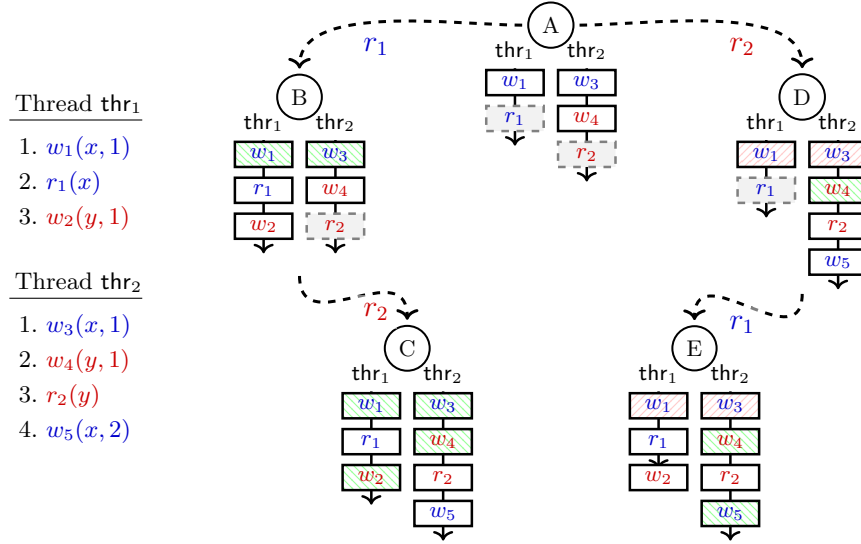 A
r₁
r₂
thr₁ thr₂
w₁ w₃
r₁ w₄
r₂
B
thr₁ thr₂
w₁ w₃
r₁ w₄
w₂ r₂
D
thr₁ thr₂
w₁ w₃
r₁ w₄
r₂
w₅
Thread thr₁
1. w₁(x, 1)
2. r₁(x)
3. w₂(y, 1)
Thread thr₂
1. w₃(x, 1)
2. w₄(y, 1)
3. r₂(y)
4. w₅(x, 2)
r₂
r₁
C
thr₁ thr₂
w₁ w₃
r₁ w₄
w₂ r₂
w₅
E
thr₁ thr₂
w₁ w₃
r₁ w₄
w₂ r₂
w₅